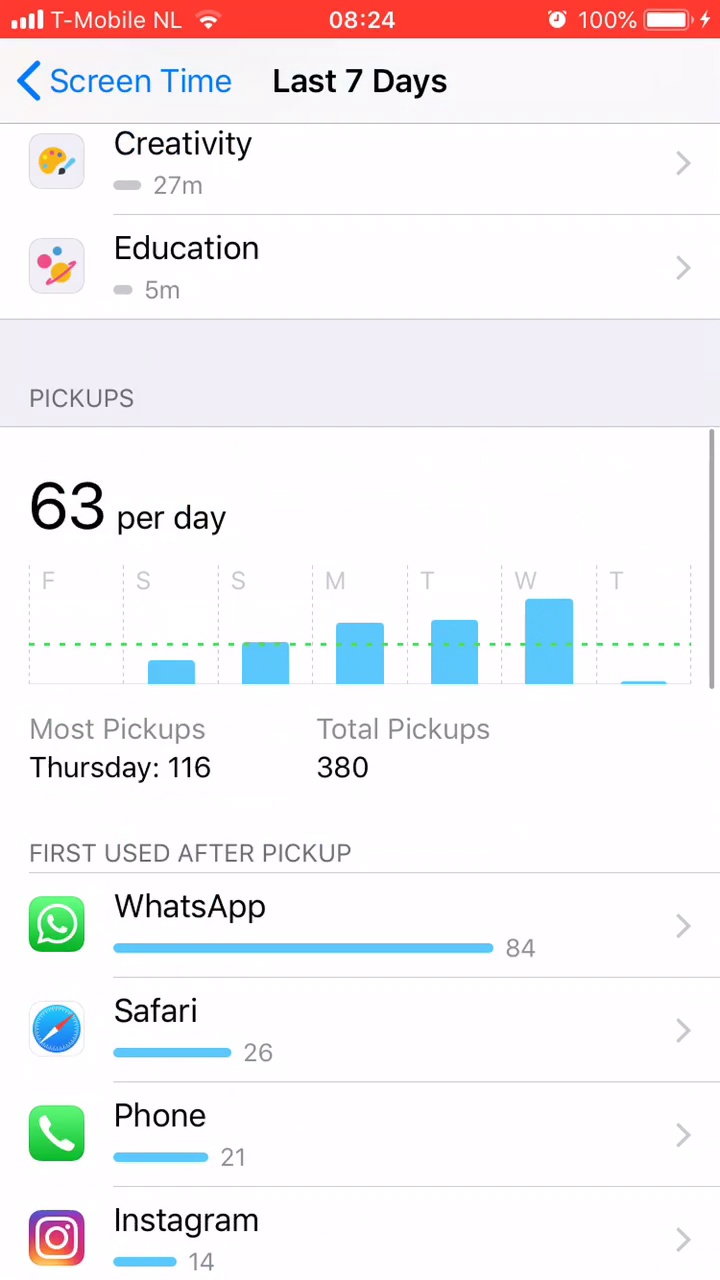 T-Mobile NL 08:24 100%
Screen Time Last 7 Days
Creativity
27m
Education
5m
PICKUPS
63 per day
F S S M T W T
Most Pickups Total Pickups
Thursday: 116 380
FIRST USED AFTER PICKUP
WhatsApp
84
Safari
26
Phone
21
Instagram
14